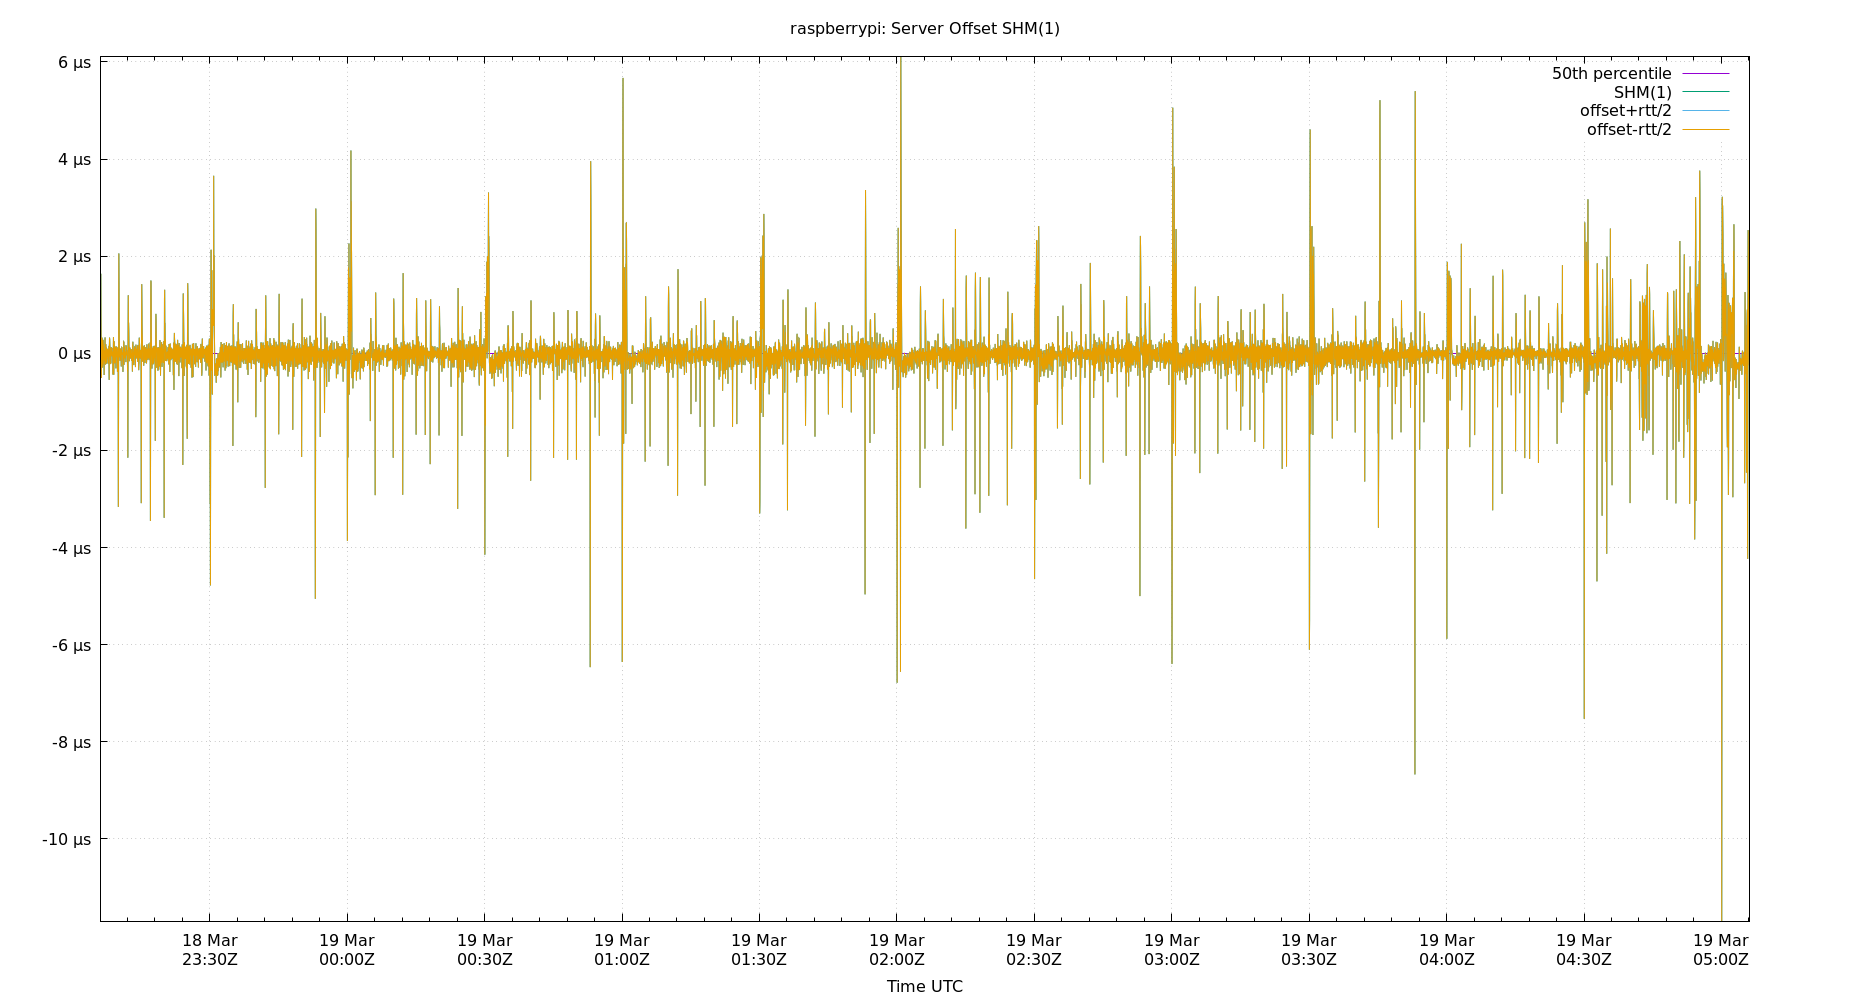 raspberrypi: Server Offset SHM(1)
50th percentile
SHM(1)
offset+rtt/2
offset-rtt/2
6 µs
4 µs
2 µs
0 µs
-2 µs
-4 µs
-6 µs
-8 µs
-10 µs
18 Mar 19 Mar 19 Mar 19 Mar 19 Mar 19 Mar 19 Mar 19 Mar 19 Mar 19 Mar 19 Mar 19 Mar
23:30Z 00:00Z 00:30Z 01:00Z 01:30Z 02:00Z 02:30Z 03:00Z 03:30Z 04:00Z 04:30Z 05:00Z
Time UTC